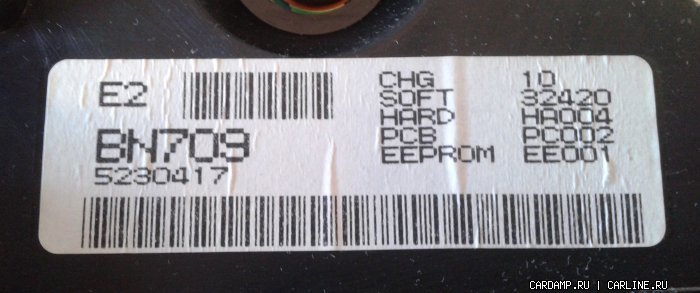 E2
BN709
5230417
CHG 10
SOFT 32420
HARD HA004
PCB PC002
EEPROM EE001
CARDAMP.RU | CARLINE.RU